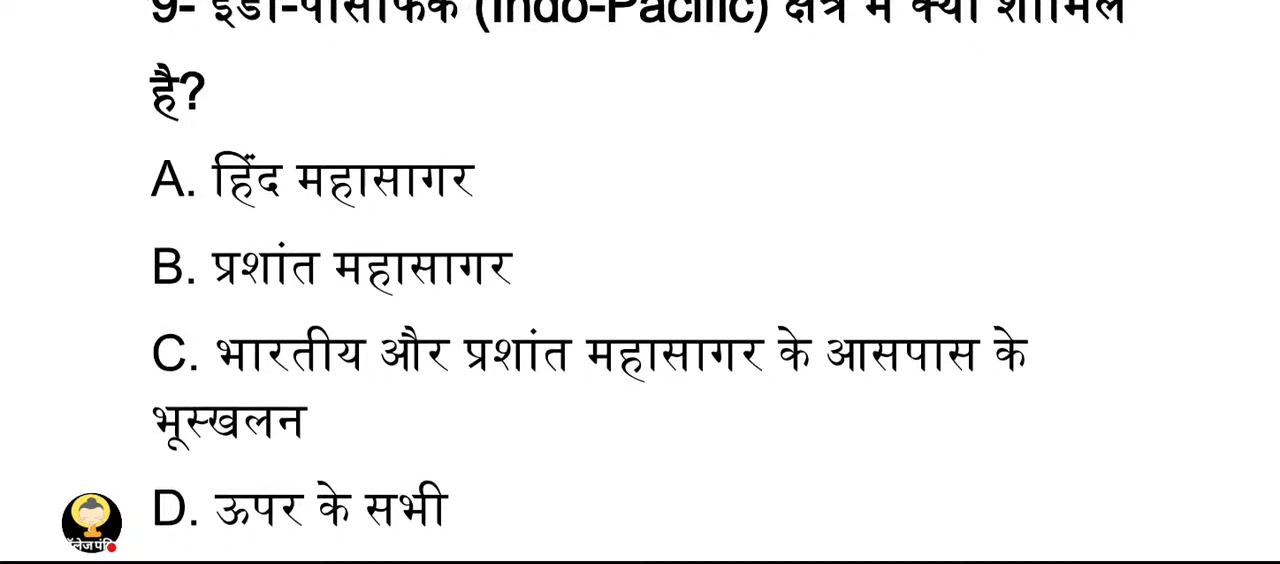 9- इंडो-पैसिफिक (Indo-Pacific) क्षेत्र में क्या शामिल
है?
A. हिंद महासागर
B. प्रशांत महासागर
C. भारतीय और प्रशांत महासागर के आसपास के
भूस्खलन
D. ऊपर के सभी